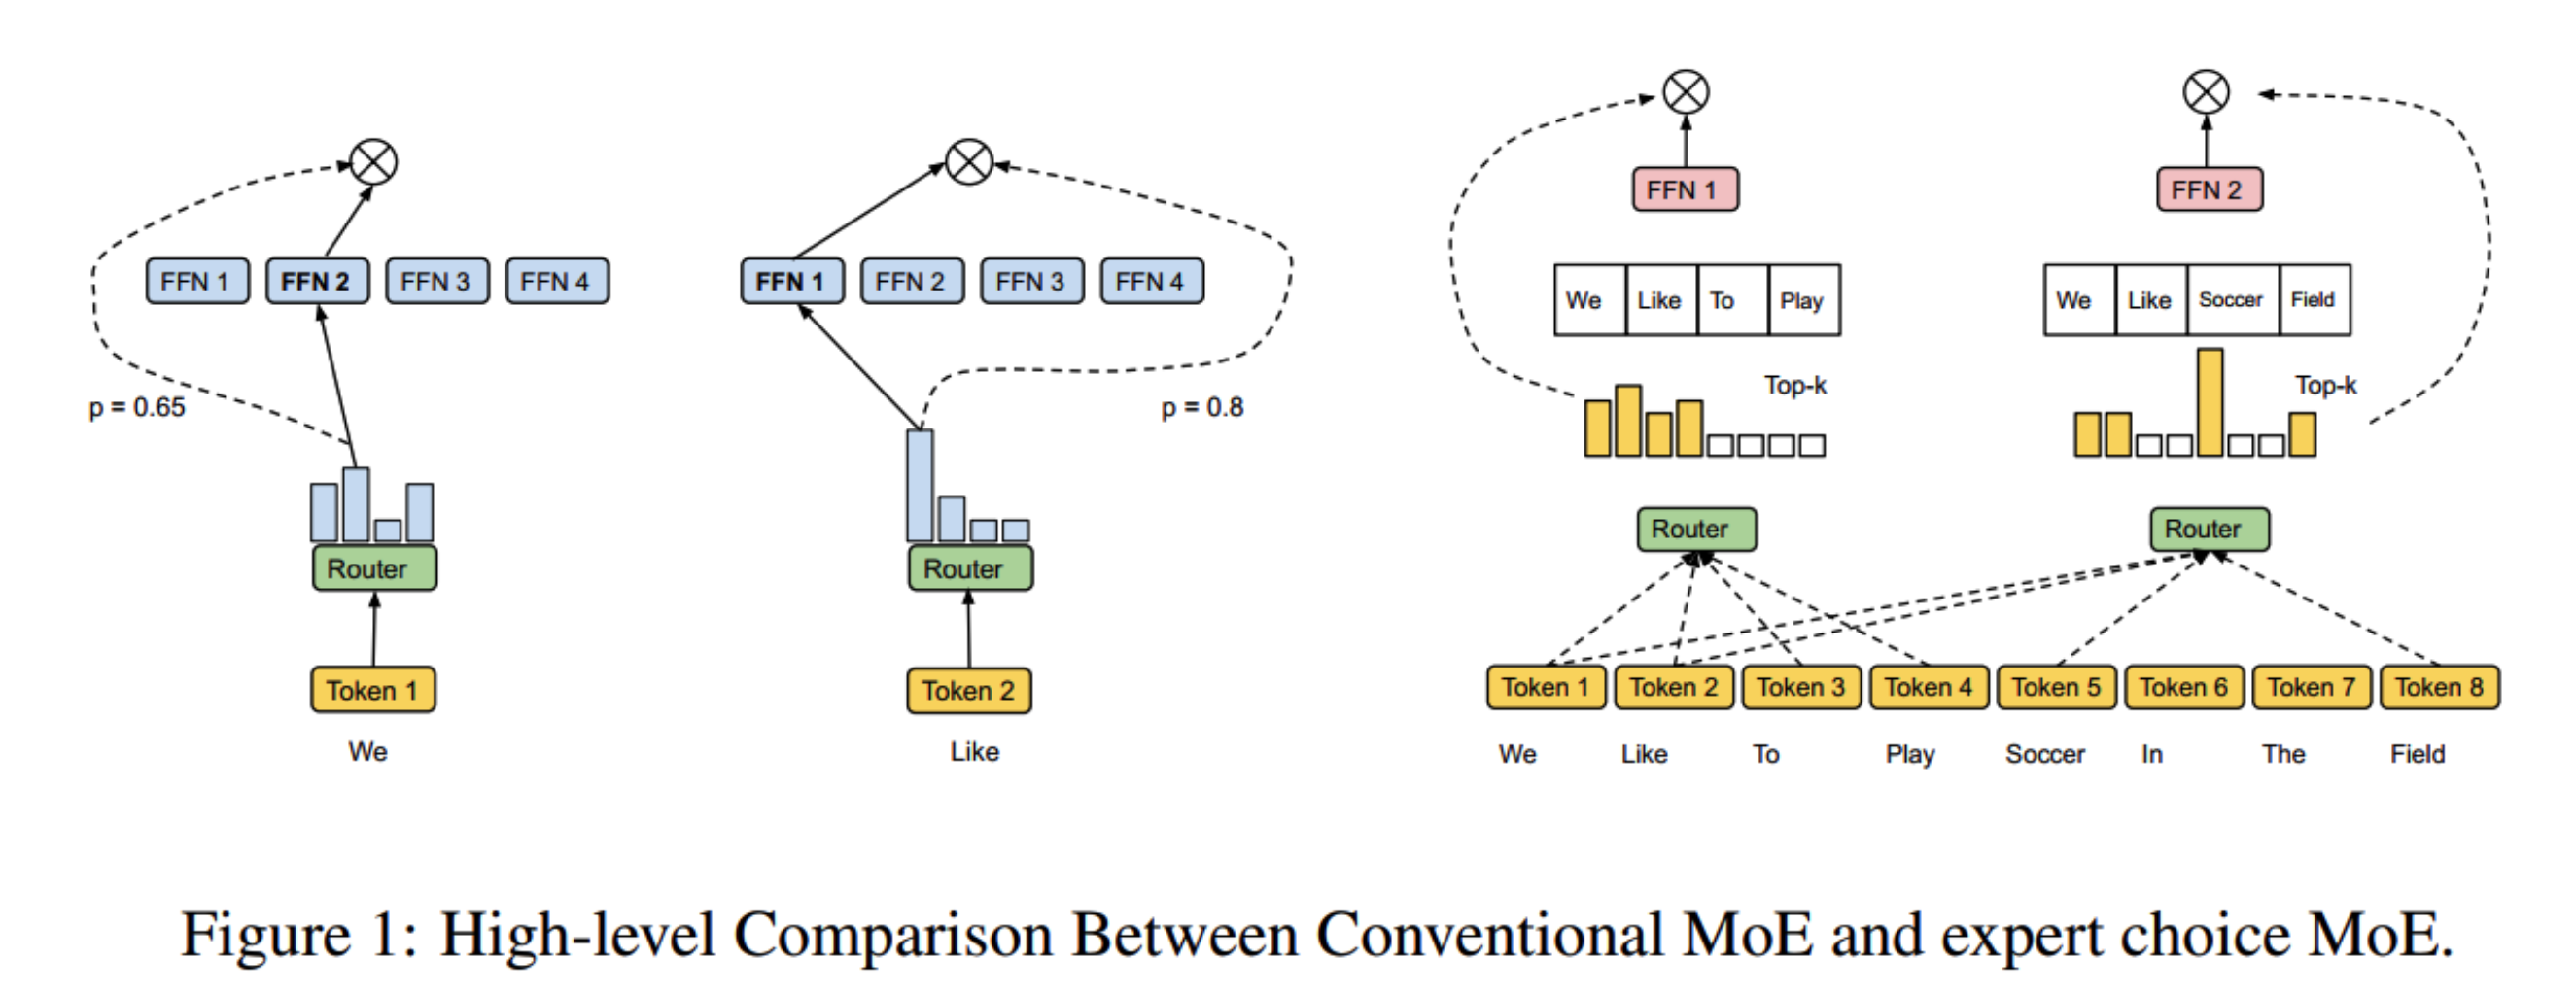 FFN 1
FFN 2
We Like To Play
We Like Soccer Field
FFN 1 FFN 2 FFN 3 FFN 4
FFN 1 FFN 2 FFN 3 FFN 4
p = 0.65
p = 0.8
Top-k
Top-k
Router
Router
Router
Router
Token 1
Token 2
Token 1 Token 2 Token 3 Token 4 Token 5 Token 6 Token 7 Token 8
We
Like
We Like To Play Soccer In The Field
Figure 1: High-level Comparison Between Conventional MoE and expert choice MoE.